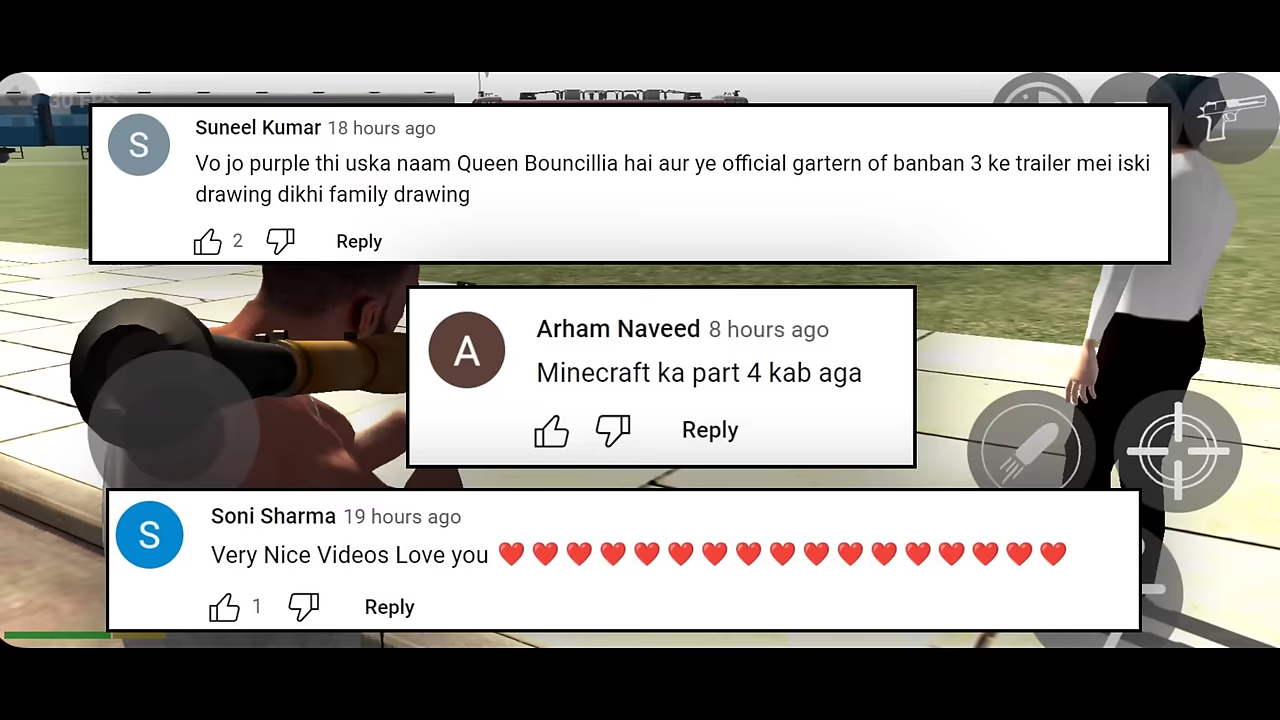 30 FPS
S
Suneel Kumar 18 hours ago
Vo jo purple thi uska naam Queen Bouncillia hai aur ye official gartern of banban 3 ke trailer mei iski
drawing dikhi family drawing
2 Reply
A
Arham Naveed 8 hours ago
Minecraft ka part 4 kab aga
Reply
S
Soni Sharma 19 hours ago
Very Nice Videos Love you ❤️❤️❤️❤️❤️❤️❤️❤️❤️❤️❤️❤️❤️❤️❤️❤️❤️
1 Reply